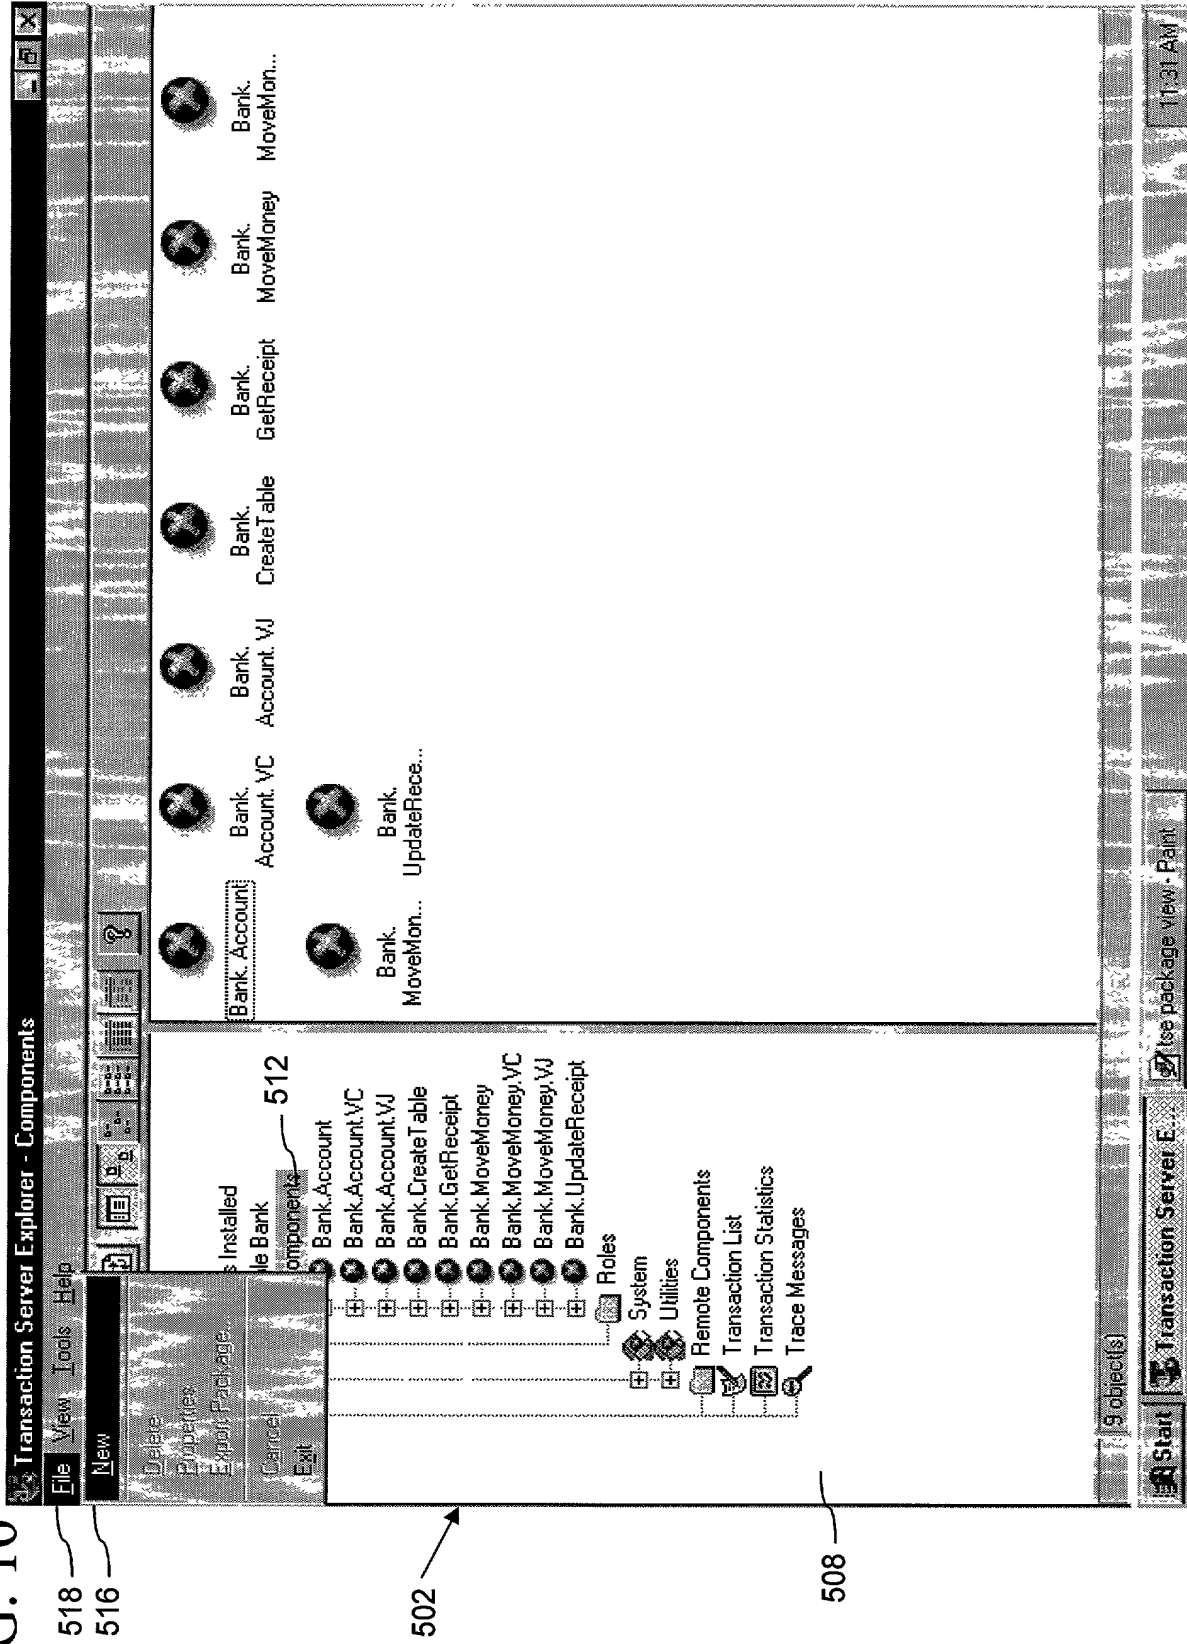 G. 10
Transaction Server Explorer - Components
File View Tools Help
New
Delete
Properties
Export Package...
Cancel
Exit
s Installed
le Bank
omponents
Bank.Account
Bank.Account.VC
Bank.Account.VJ
Bank.CreateTable
Bank.GetReceipt
Bank.MoveMoney
Bank.MoveMoney.VC
Bank.MoveMoney.VJ
Bank.UpdateReceipt
Roles
System
Utilities
Remote Components
Transaction List
Transaction Statistics
Trace Messages
Bank. Account
Bank.
Account. VC
Bank.
Account. VJ
Bank.
CreateTable
Bank.
GetReceipt
Bank.
MoveMoney
Bank.
MoveMon...
Bank.
MoveMon...
Bank.
UpdateRece...
9 object(s)
Start
Transaction Server E...
tse package view - Paint
11:31 AM
518
516
502
512
508